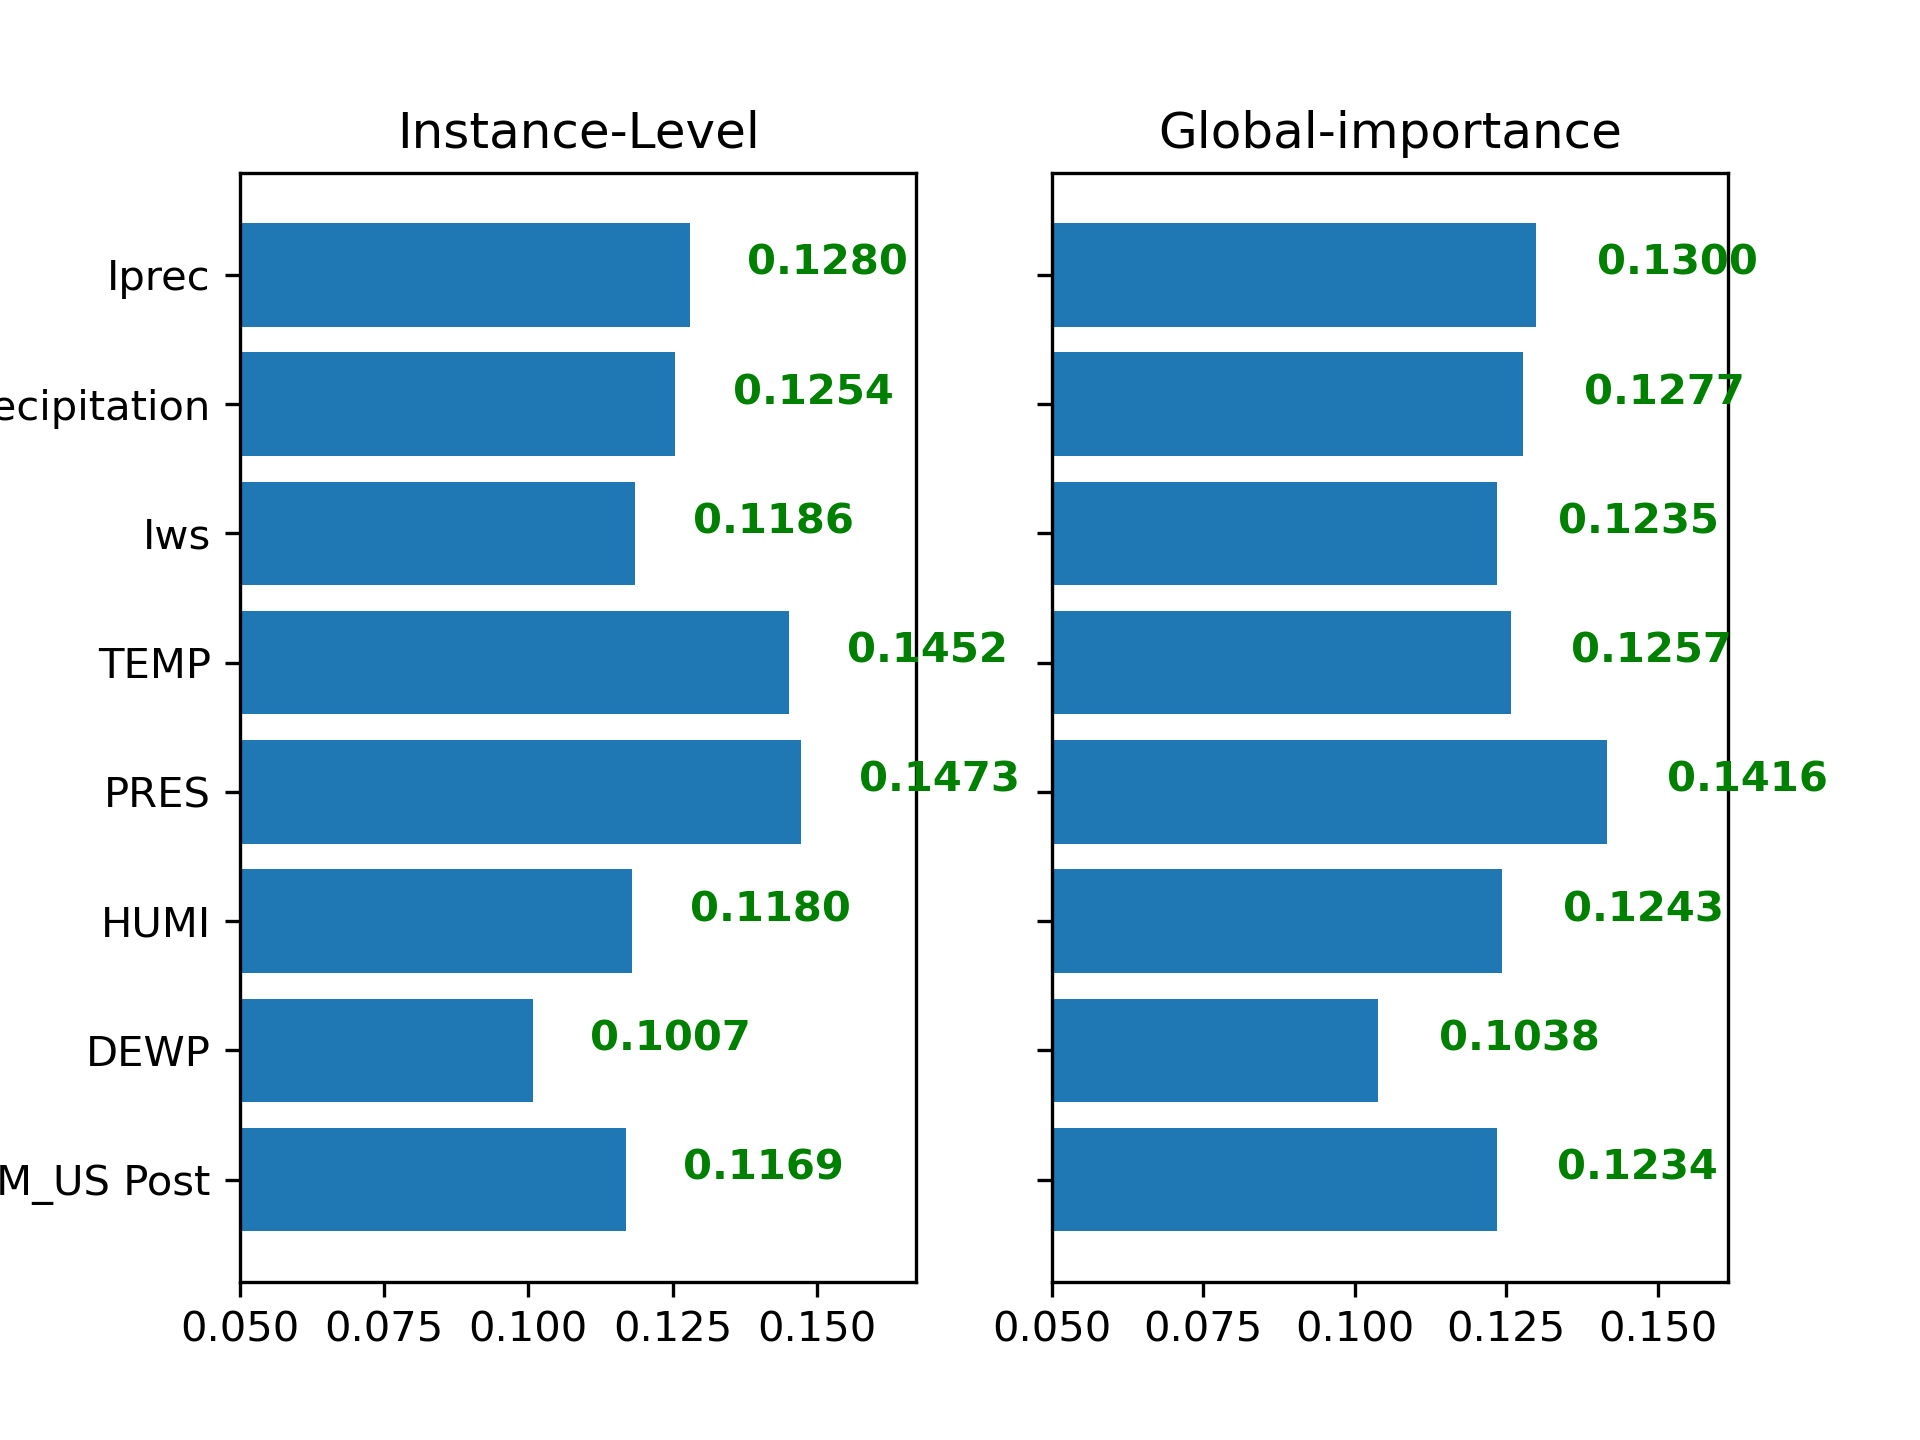 Instance-Level
Iprec
ecipitation
Iws
TEMP
PRES
HUMI
DEWP
M_US Post
0.1280
0.1254
0.1186
0.1452
0.1473
0.1180
0.1007
0.1169
0.050 0.075 0.100 0.125 0.150
Global-importance
0.1300
0.1277
0.1235
0.1257
0.1416
0.1243
0.1038
0.1234
0.050 0.075 0.100 0.125 0.150